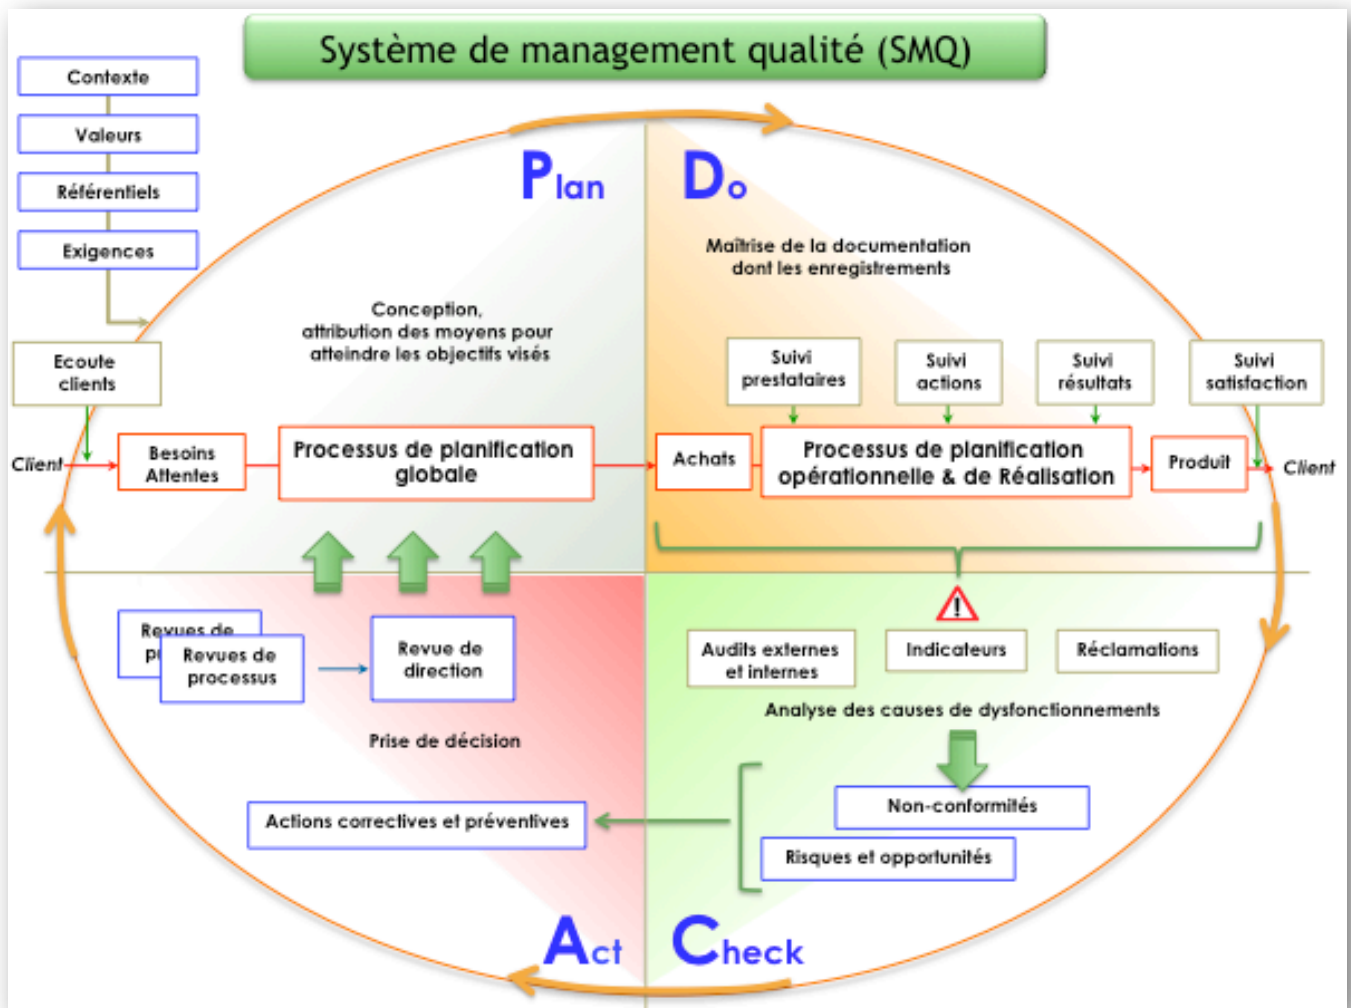 Système de management qualité (SMQ)
Contexte
Valeurs
Référentiels
Exigences
Plan
Do
Maîtrise de la documentation
dont les enregistrements
Conception,
attribution des moyens pour
atteindre les objectifs visés
Ecoute
clients
Suivi
prestataires
Suivi
actions
Suivi
résultats
Suivi
satisfaction
Client
Besoins
Attentes
Processus de planification
globale
Achats
Processus de planification
opérationnelle & de Réalisation
Produit
Client
Revues de
Revues de
processus
Revue de
direction
Prise de décision
Actions correctives et préventives
!
Audits externes
et internes
Indicateurs
Réclamations
Analyse des causes de dysfonctionnements
Non-conformités
Risques et opportunités
Act
Check